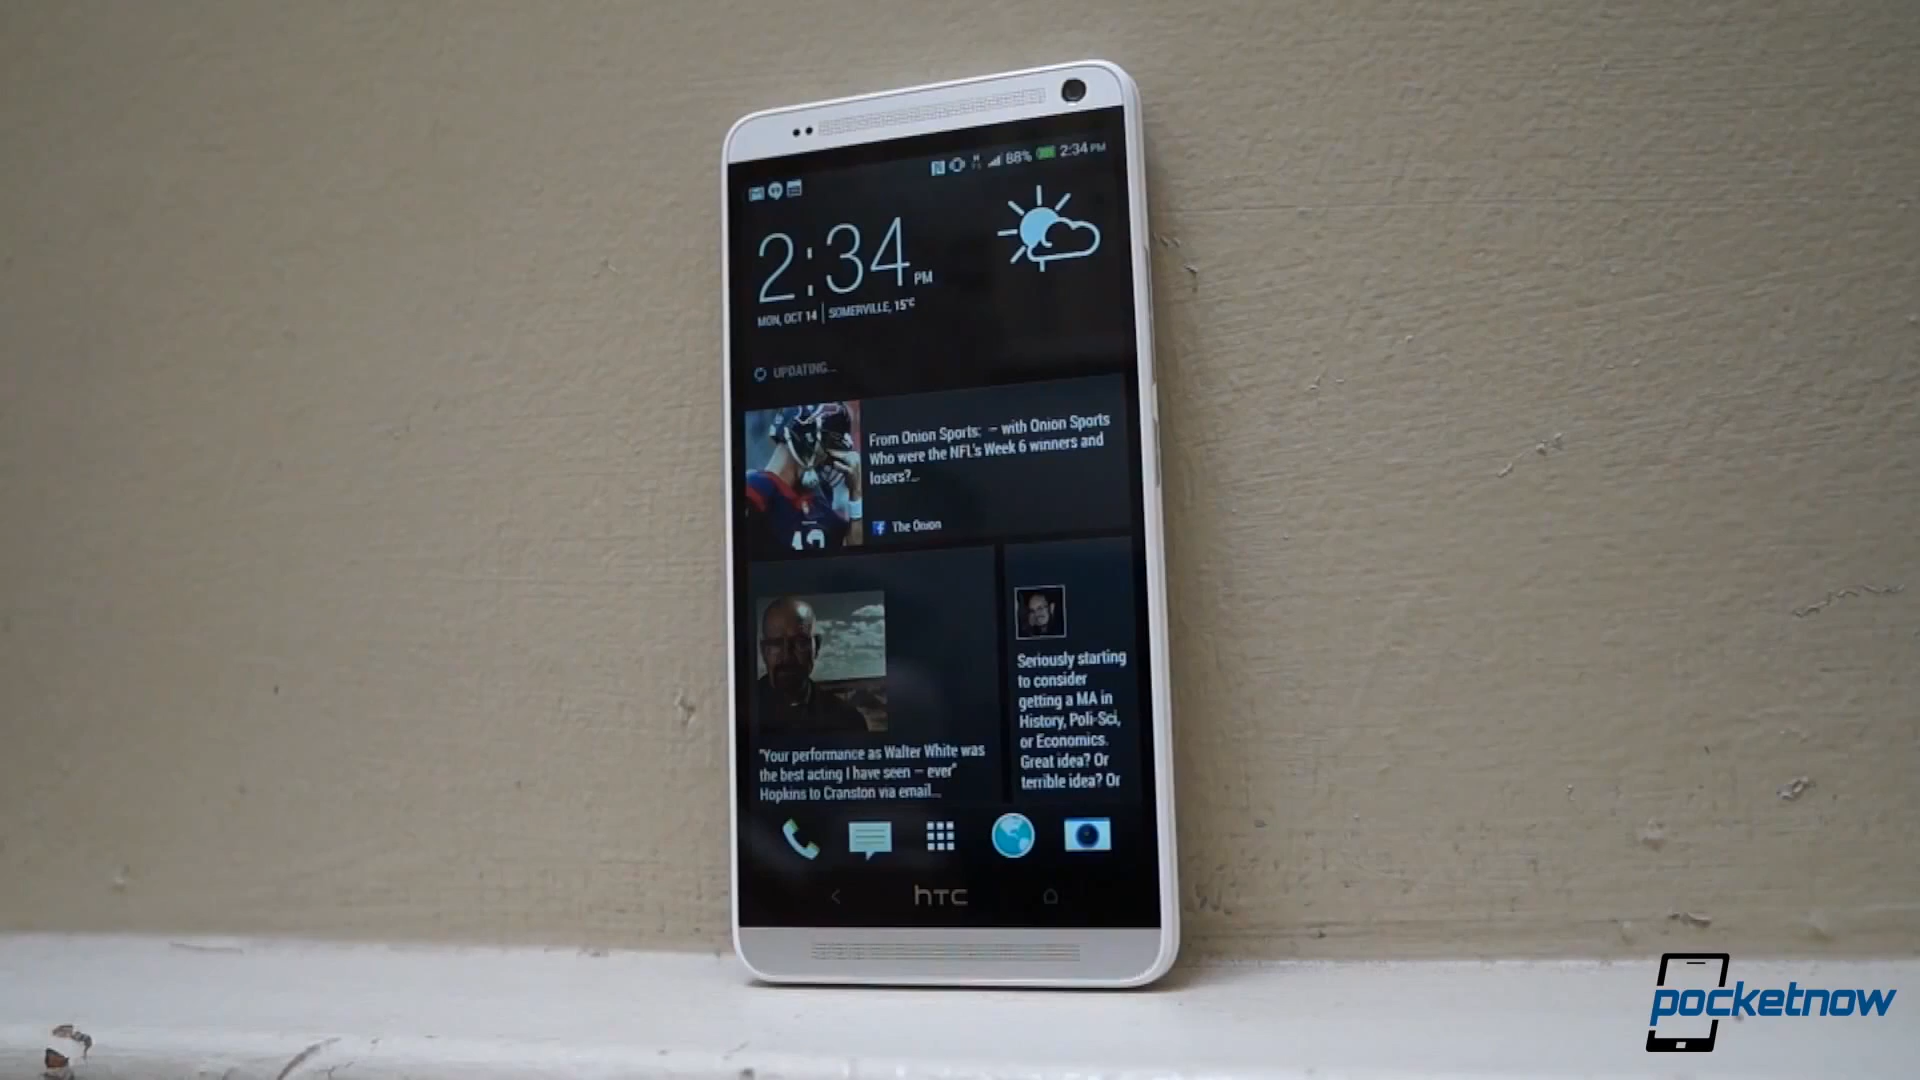 88% 2:34 PM
2:34 PM
MON, OCT 14 | SOMERVILLE, 15°C
UPDATING...
From Onion Sports: – with Onion Sports
Who were the NFL's Week 6 winners and
losers?...
The Onion
"Your performance as Walter White was
the best acting I have seen – ever"
Hopkins to Cranston via email...
Seriously starting
to consider
getting a MA in
History, Poli-Sci,
or Economics.
Great idea? Or
terrible idea? Or
hTC
pocketnow